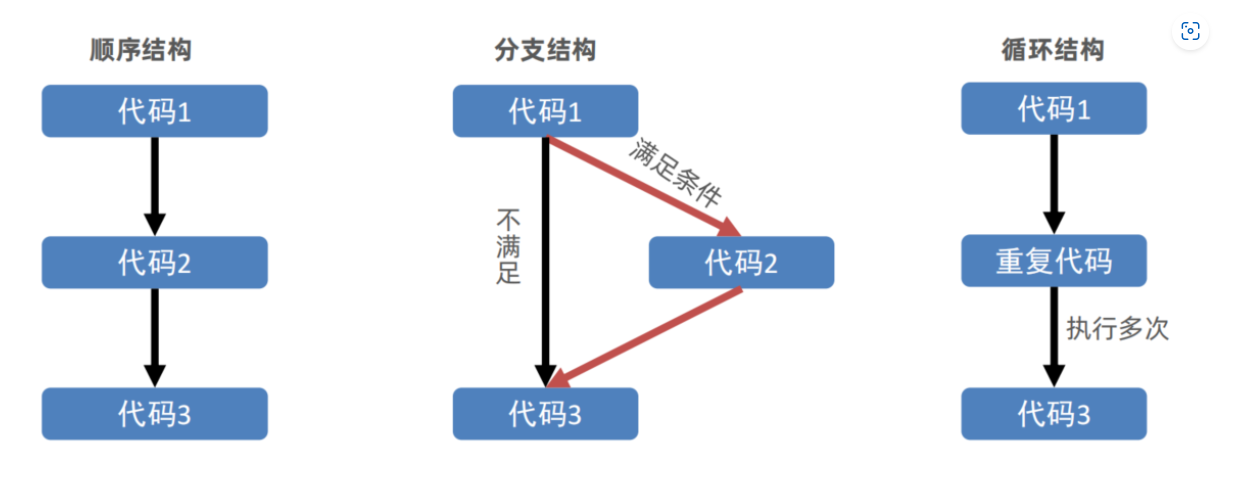 顺序结构
代码1
代码2
代码3
分支结构
代码1
满足条件
不满足
代码2
代码3
循环结构
代码1
重复代码
执行多次
代码3